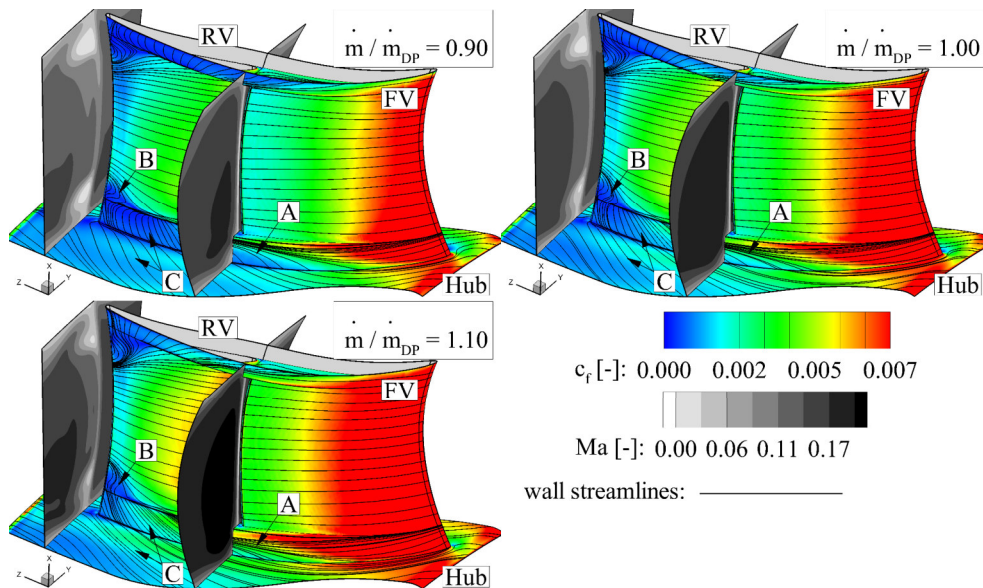 RV
ṁ / ṁDP = 0.90
FV
B
A
C
Hub
X
Z Y
RV
ṁ / ṁDP = 1.00
FV
B
A
C
Hub
X
Z Y
RV
ṁ / ṁDP = 1.10
FV
B
A
C
Hub
X
Z Y
cf [-]: 0.000 0.002 0.005 0.007
Ma [-]: 0.00 0.06 0.11 0.17
wall streamlines: